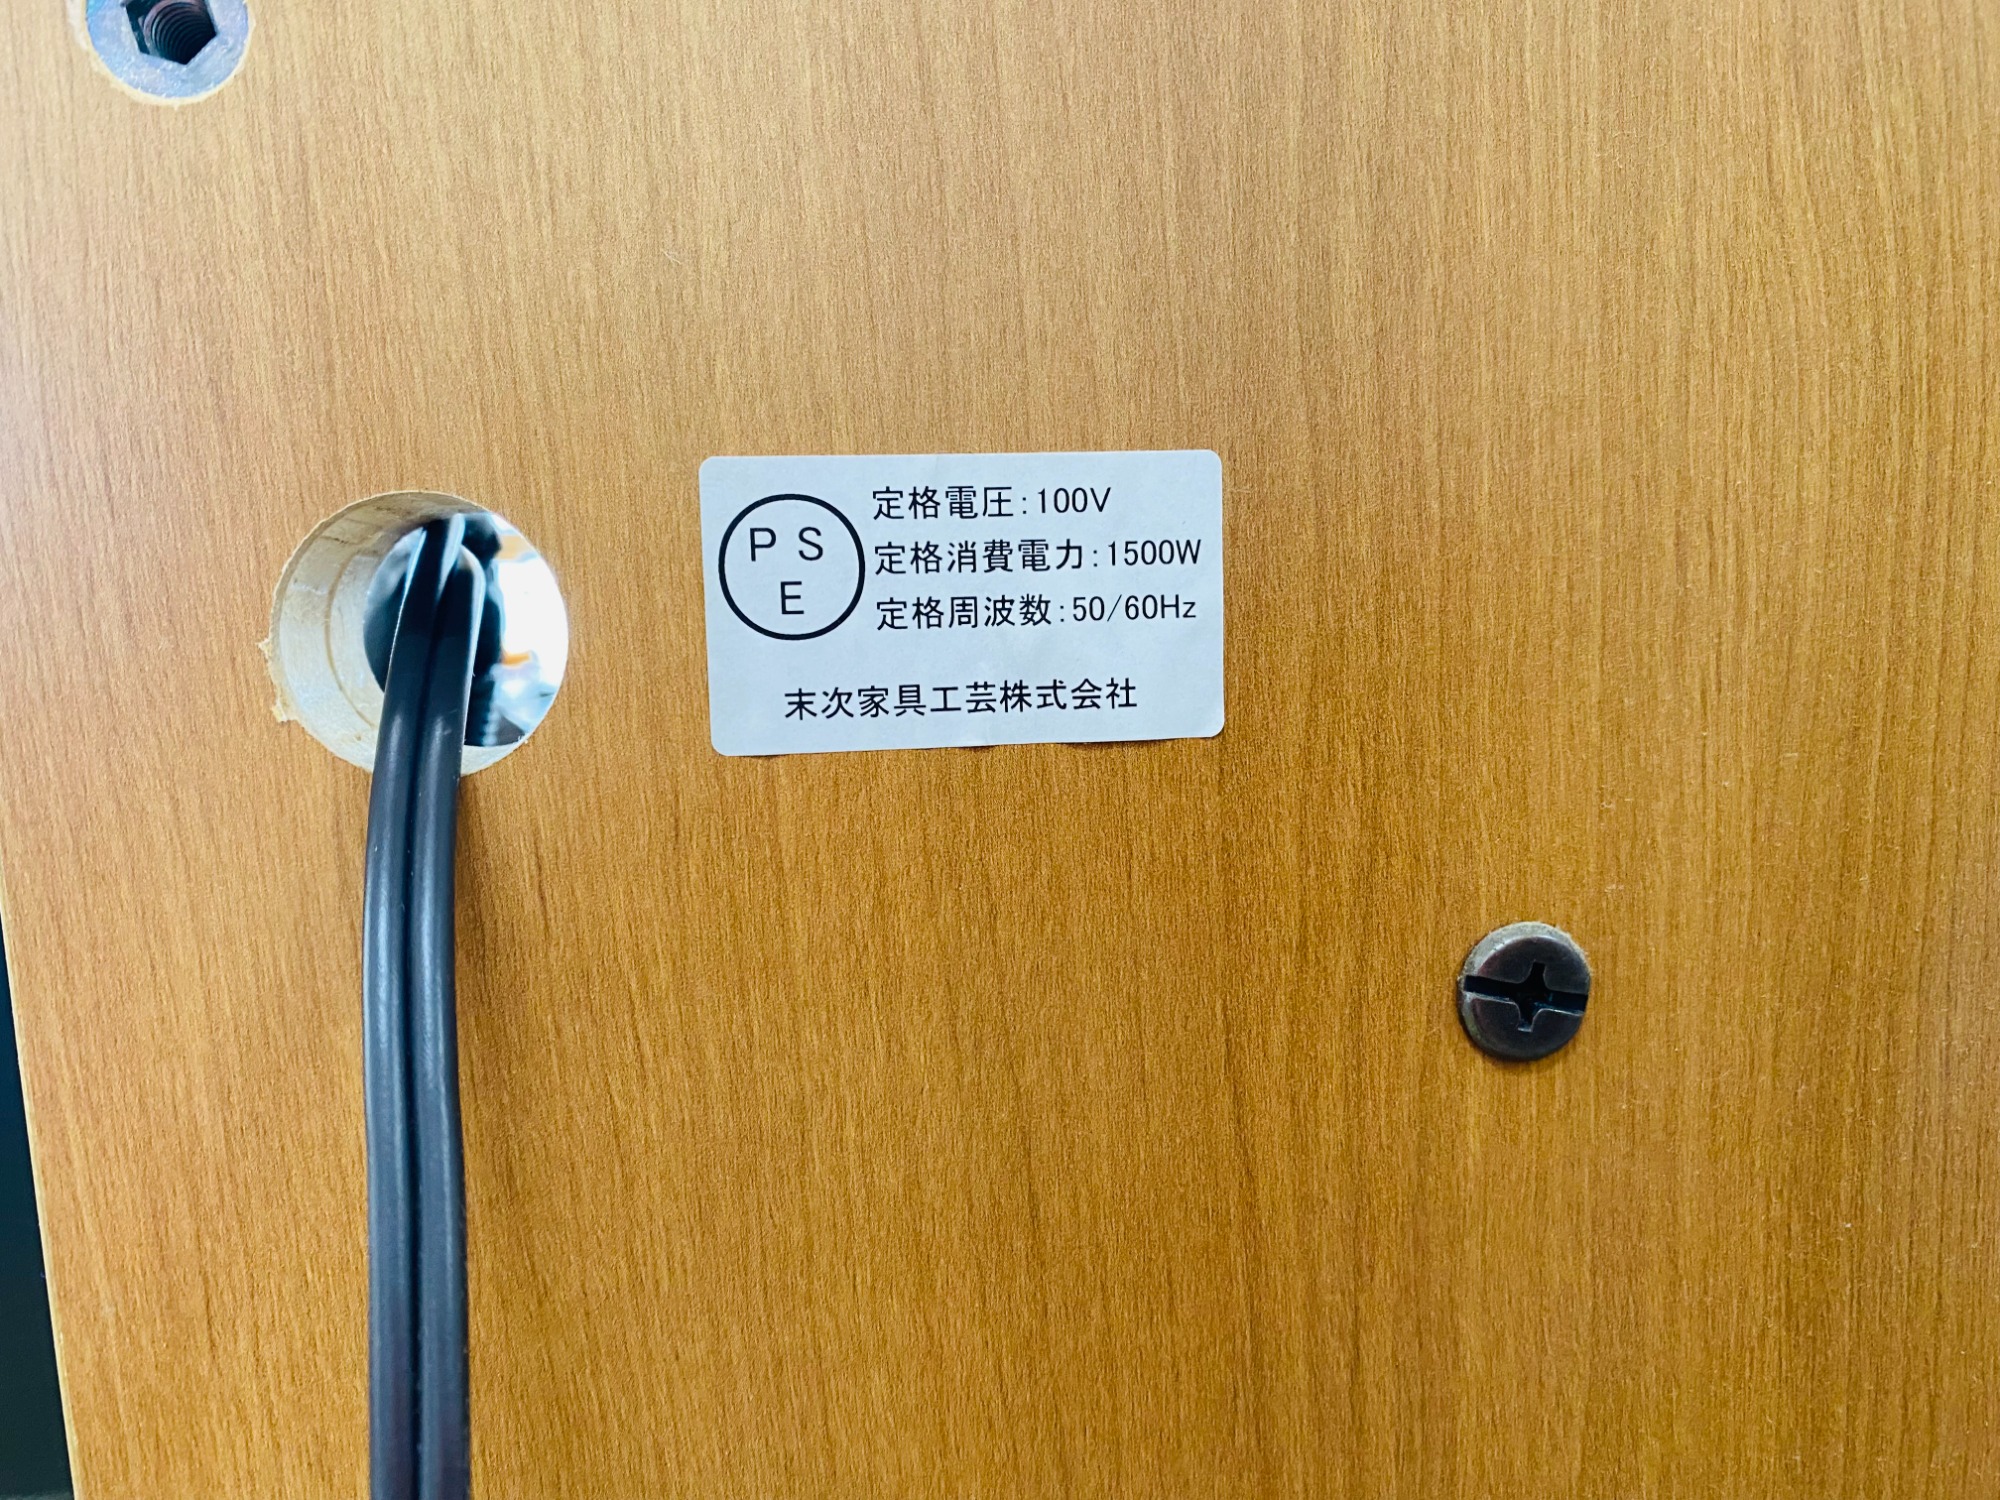 PS
E
定格電圧:100V
定格消費電力:1500W
定格周波数:50/60Hz
末次家具工芸株式会社